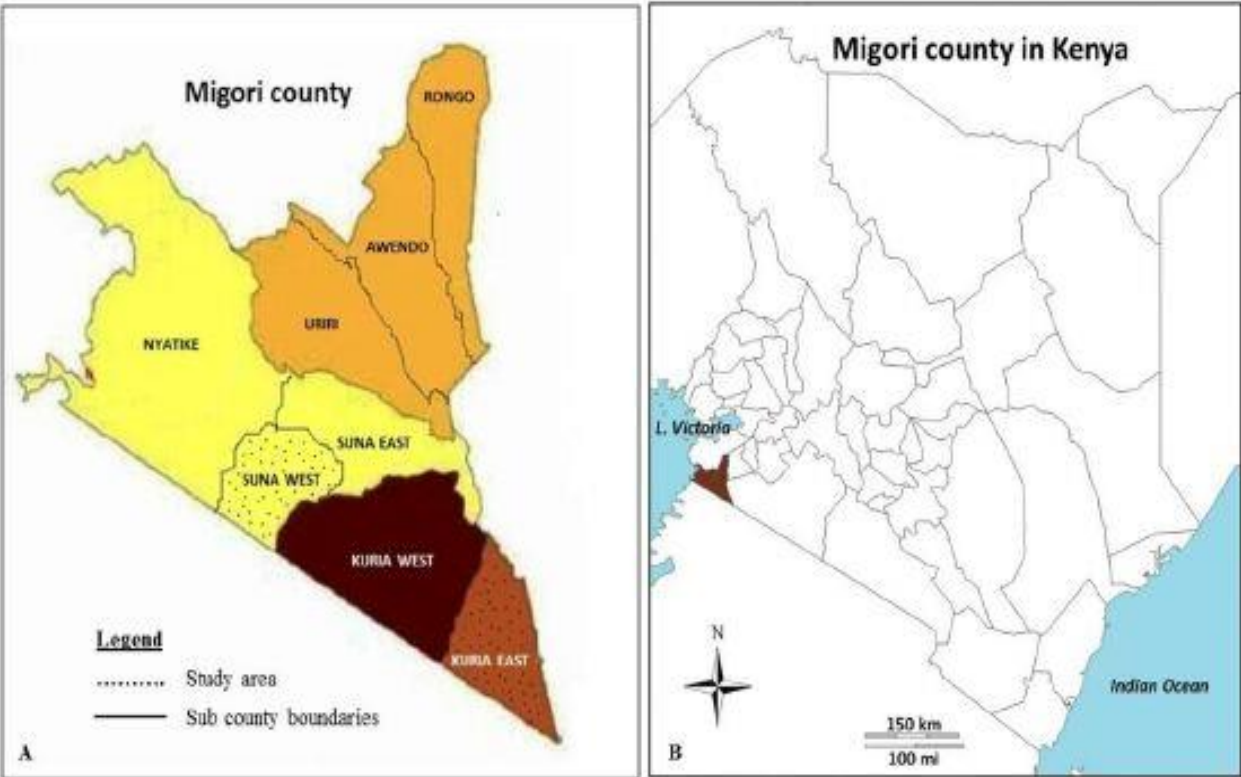 Migori county
RONGO
AWENDO
URIRI
NYATIKE
SUNA EAST
SUNA WEST
KURIA WEST
KURIA EAST
Legend
Study area
Sub county boundaries
A
Migori county in Kenya
L. Victoria
N
Indian Ocean
150 km
100 mi
B